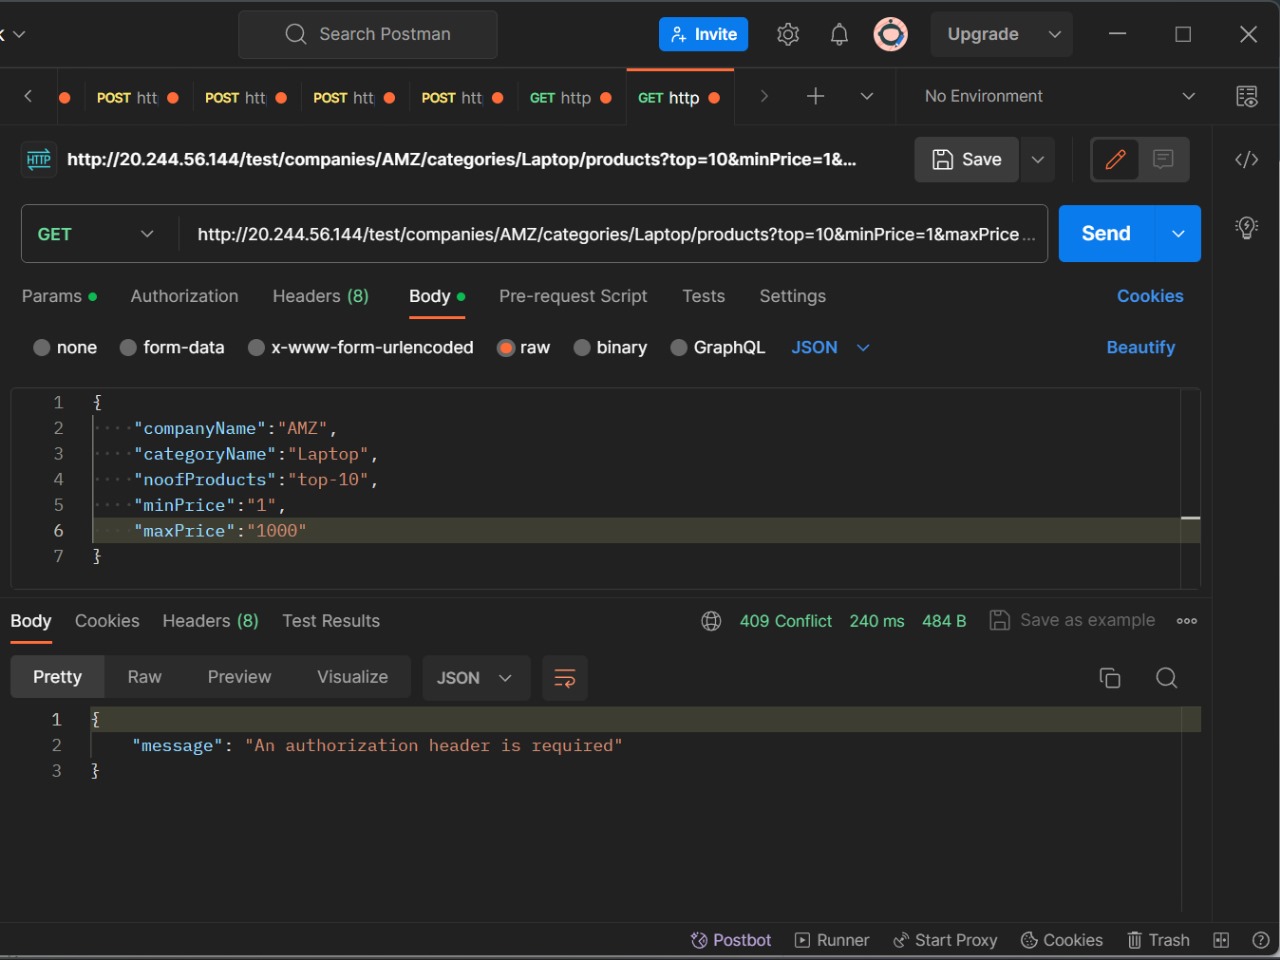 Search Postman
Invite
Upgrade
POST htt
POST htt
POST htt
POST htt
GET http
GET http
No Environment
HTTP
http://20.244.56.144/test/companies/AMZ/categories/Laptop/products?top=10&minPrice=1&...
Save
GET
http://20.244.56.144/test/companies/AMZ/categories/Laptop/products?top=10&minPrice=1&maxPrice ...
Send
Params
Authorization
Headers (8)
Body
Pre-request Script
Tests
Settings
Cookies
none
form-data
x-www-form-urlencoded
raw
binary
GraphQL
JSON
Beautify
1 {
2 "companyName":"AMZ",
3 "categoryName":"Laptop",
4 "noofProducts":"top-10",
5 "minPrice":"1",
6 "maxPrice":"1000"
7 }
Body
Cookies
Headers (8)
Test Results
409 Conflict
240 ms
484 B
Save as example
Pretty
Raw
Preview
Visualize
JSON
1 {
2 "message": "An authorization header is required"
3 }
Postbot
Runner
Start Proxy
Cookies
Trash